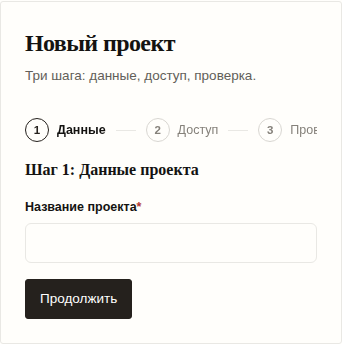 Новый проект
Три шага: данные, доступ, проверка.
1 Данные 2 Доступ 3
Шаг 1: Данные проекта
Название проекта*
Продолжить